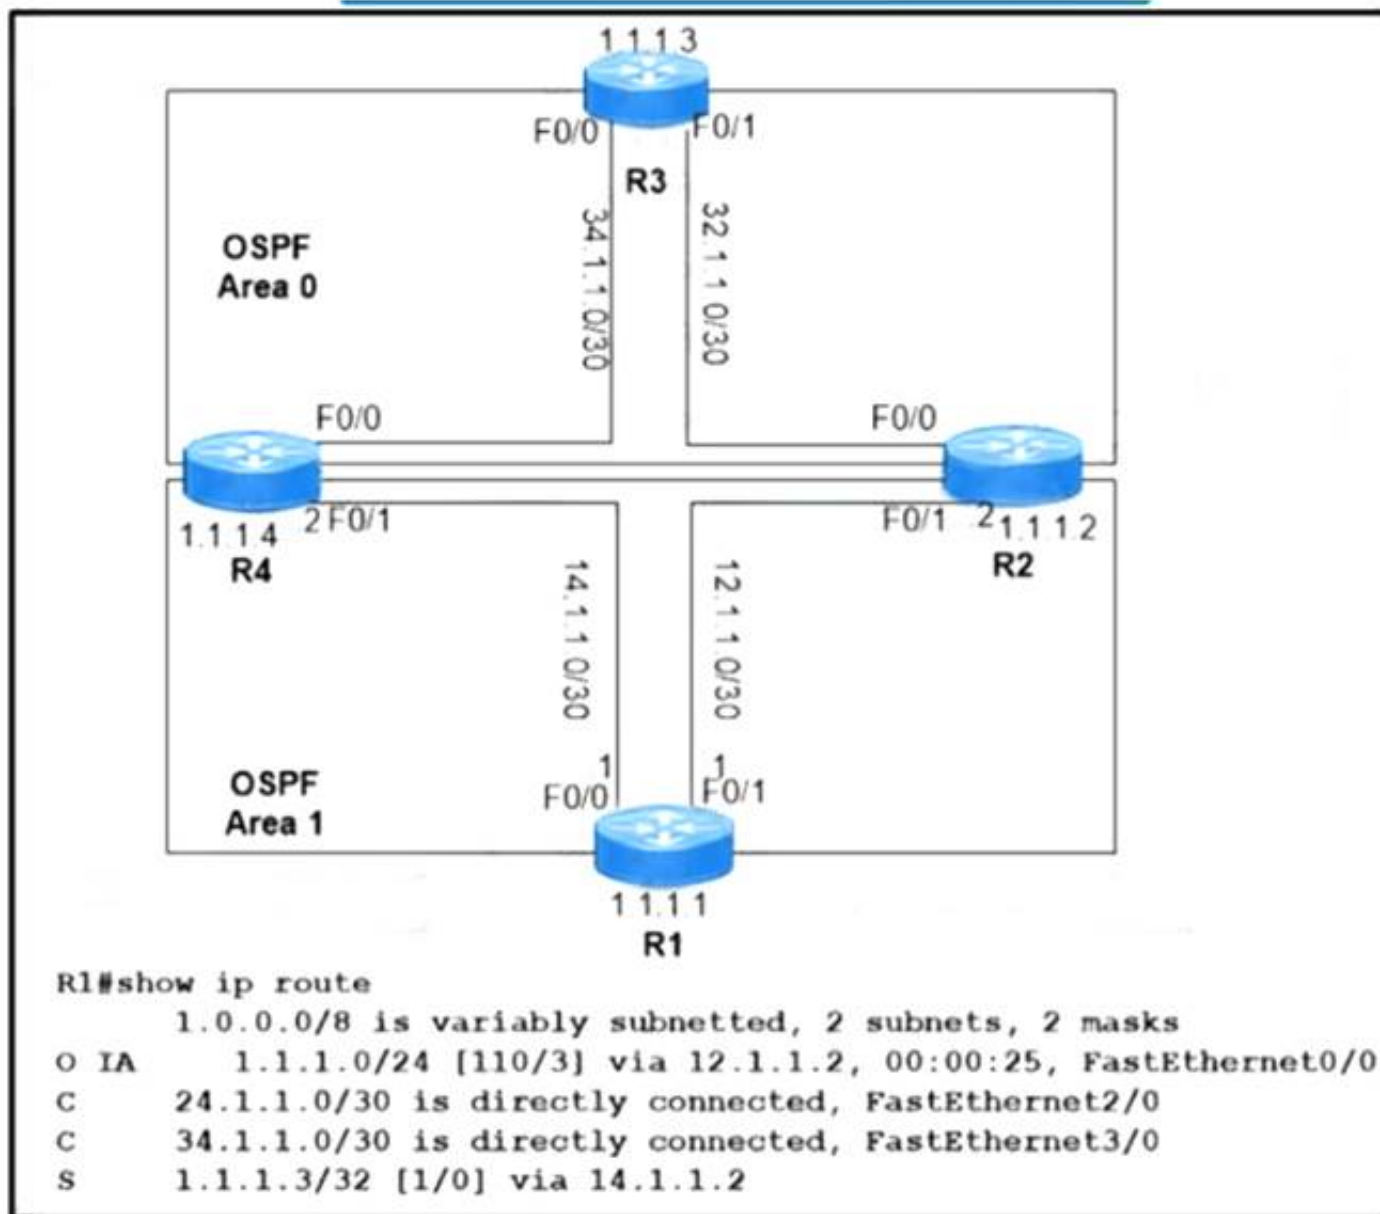 1 1.1 3
F0/0
F0/1
R3
34.1.1.0/30
32.1.1 0/30
OSPF
Area 0
F0/0
F0/0
2 F0/1
F0/1 .2
1.1 1.4
1.1 1.2
R4
R2
14.1.1 0/30
12.1.1.0/30
OSPF
Area 1
1
1
F0/0
F0/1
1 1.1 1
R1
R1#show ip route
1.0.0.0/8 is variably subnetted, 2 subnets, 2 masks
O IA 1.1.1.0/24 [110/3] via 12.1.1.2, 00:00:25, FastEthernet0/0
C 24.1.1.0/30 is directly connected, FastEthernet2/0
C 34.1.1.0/30 is directly connected, FastEthernet3/0
S 1.1.1.3/32 [1/0] via 14.1.1.2